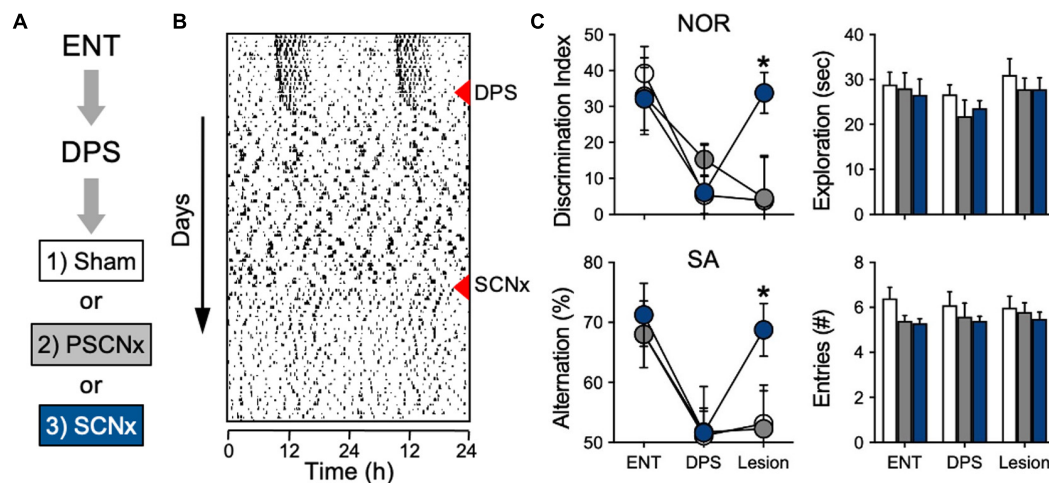 A
ENT
DPS
1) Sham
or
2) PSCNx
or
3) SCNx
B
Days
DPS
SCNx
0 12 24 12 24
Time (h)
C
NOR
Discrimination Index
50
40
30
20
10
0
*
Exploration (sec)
40
30
20
10
0
SA
Alternation (%)
80
70
60
50
*
ENT DPS Lesion
Entries (#)
8
6
4
2
0
ENT DPS Lesion